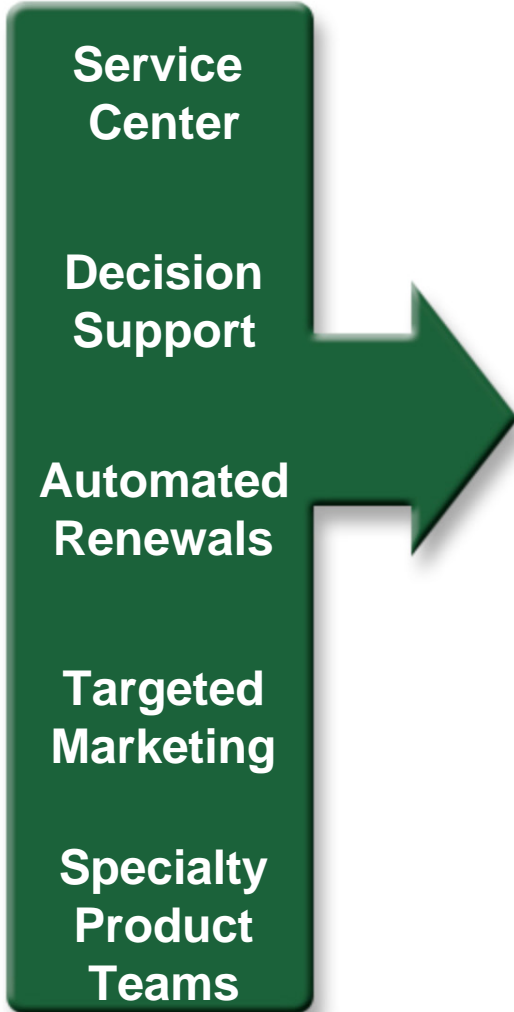 Service
Center
Decision
Support
Automated
Renewals
Targeted
Marketing
Specialty
Product
Teams